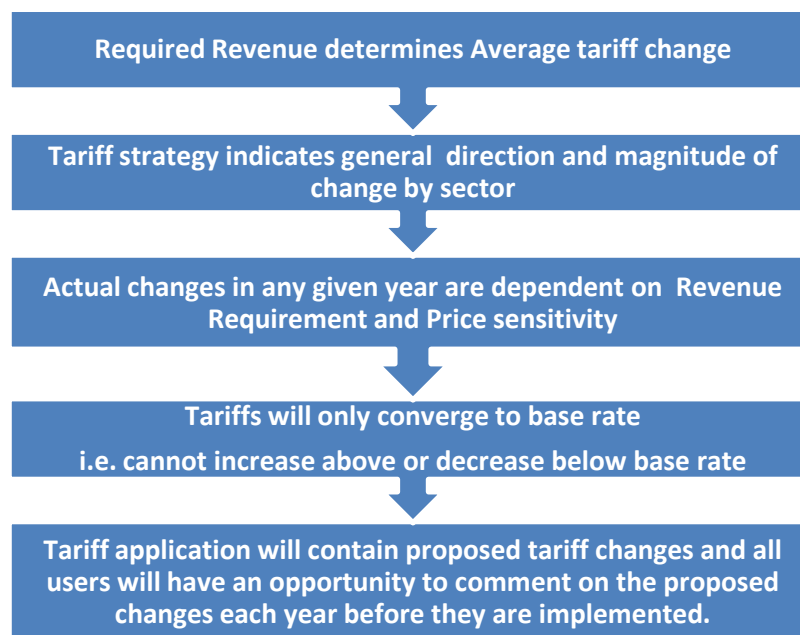 Required Revenue determines Average tariff change
Tariff strategy indicates general direction and magnitude of
change by sector
Actual changes in any given year are dependent on Revenue
Requirement and Price sensitivity
Tariffs will only converge to base rate
i.e. cannot increase above or decrease below base rate
Tariff application will contain proposed tariff changes and all
users will have an opportunity to comment on the proposed
changes each year before they are implemented.